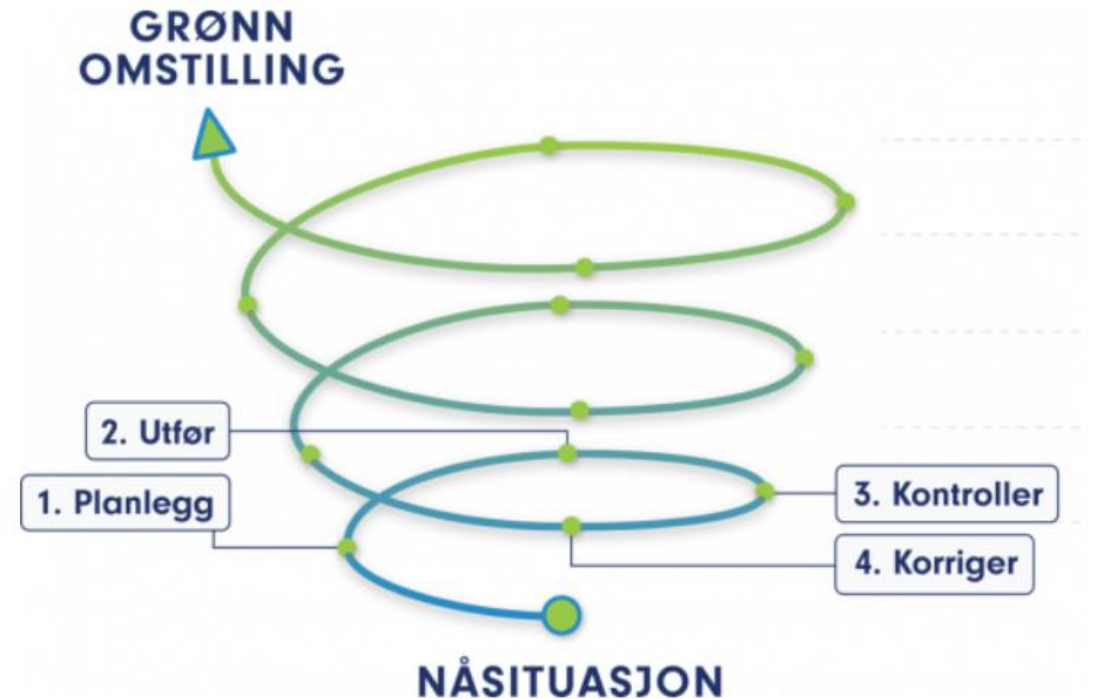 GRØNN
OMSTILLING
2. Utfør
1. Planlegg
3. Kontroller
4. Korriger
NÅSITUASJON